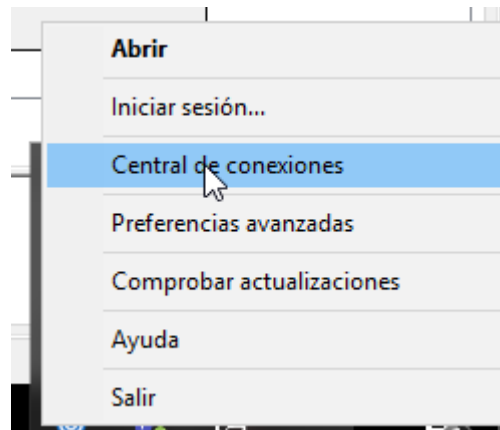 Abrir
Iniciar sesión...
Central de conexiones
Preferencias avanzadas
Comprobar actualizaciones
Ayuda
Salir